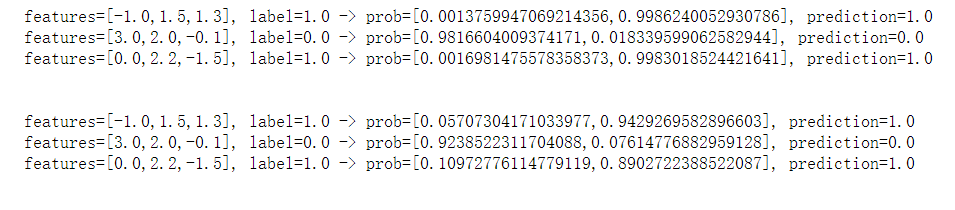 features=[-1.0,1.5,1.3], label=1.0 -> prob=[0.0013759947069214356,0.9986240052930786], prediction=1.0
features=[3.0,2.0,-0.1], label=0.0 -> prob=[0.9816604009374171,0.018339599062582944], prediction=0.0
features=[0.0,2.2,-1.5], label=1.0 -> prob=[0.0016981475578358373,0.9983018524421641], prediction=1.0
features=[-1.0,1.5,1.3], label=1.0 -> prob=[0.05707304171033977,0.9429269582896603], prediction=1.0
features=[3.0,2.0,-0.1], label=0.0 -> prob=[0.9238522311704088,0.07614776882959128], prediction=0.0
features=[0.0,2.2,-1.5], label=1.0 -> prob=[0.10972776114779119,0.8902722388522087], prediction=1.0